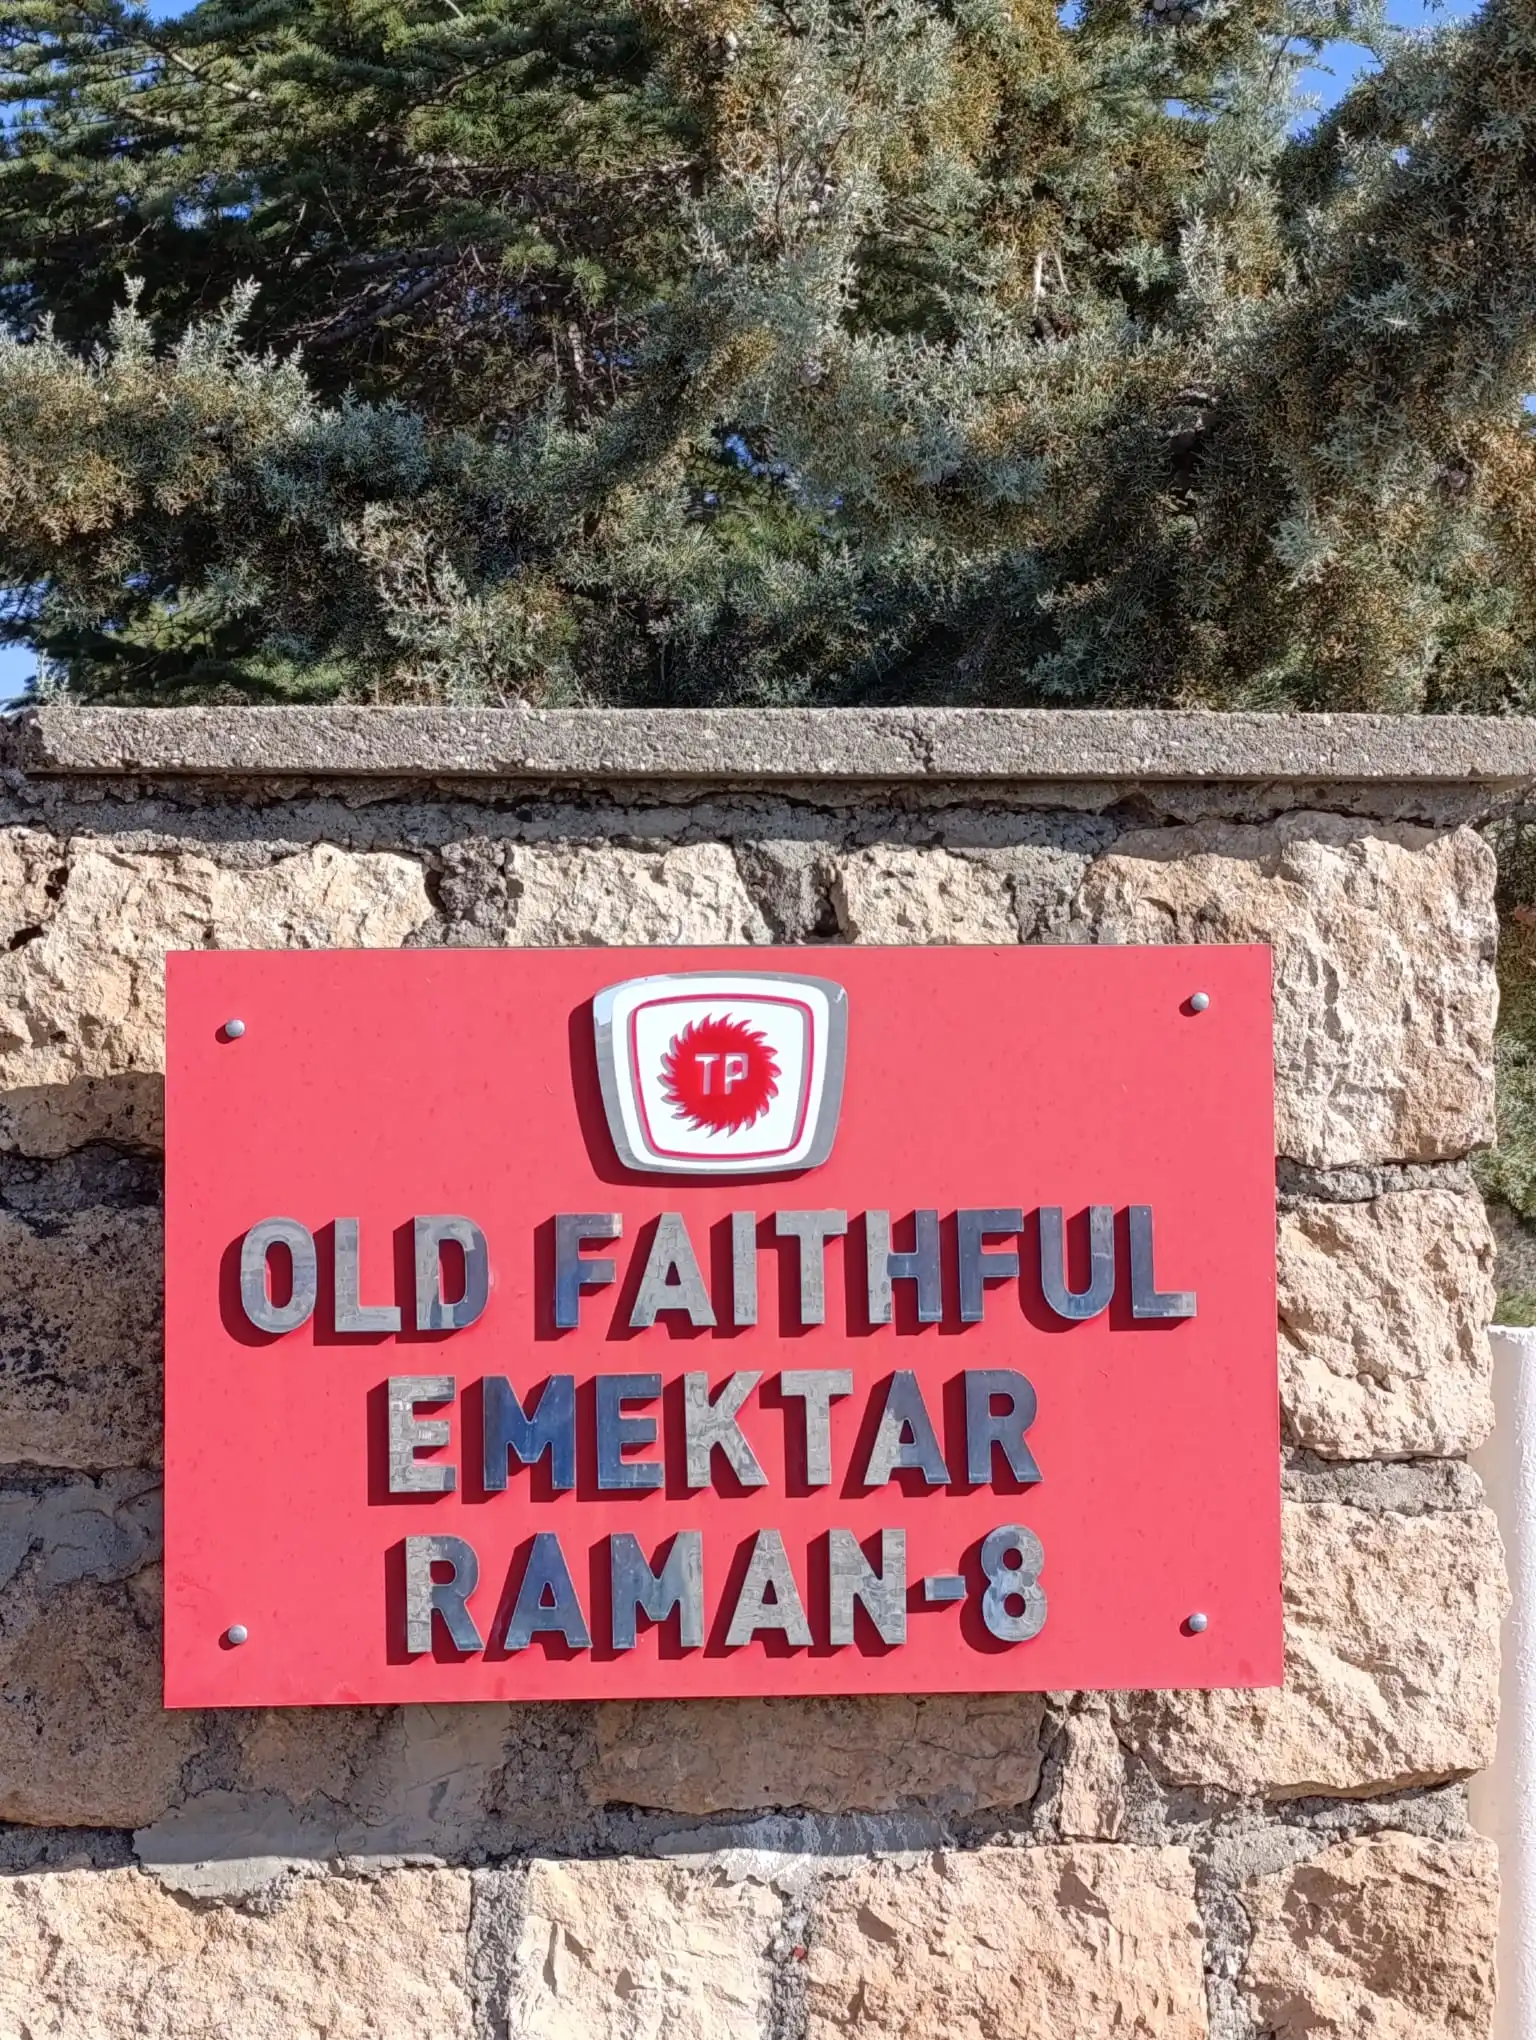 TP
OLD FAITHFUL
EMEKTAR
RAMAN-8